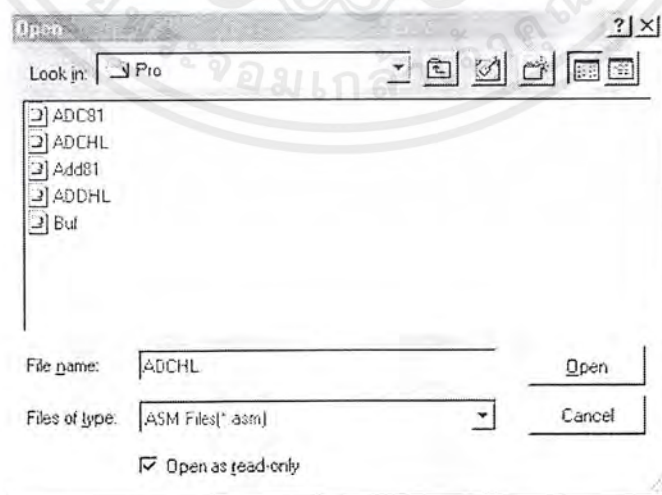 Open
Look in: Pro
ADC81
ADCHL
Add81
ADDHL
Buf
File name: ADCHL Open
Files of type: ASM Files(*.asm) Cancel
Open as read-only